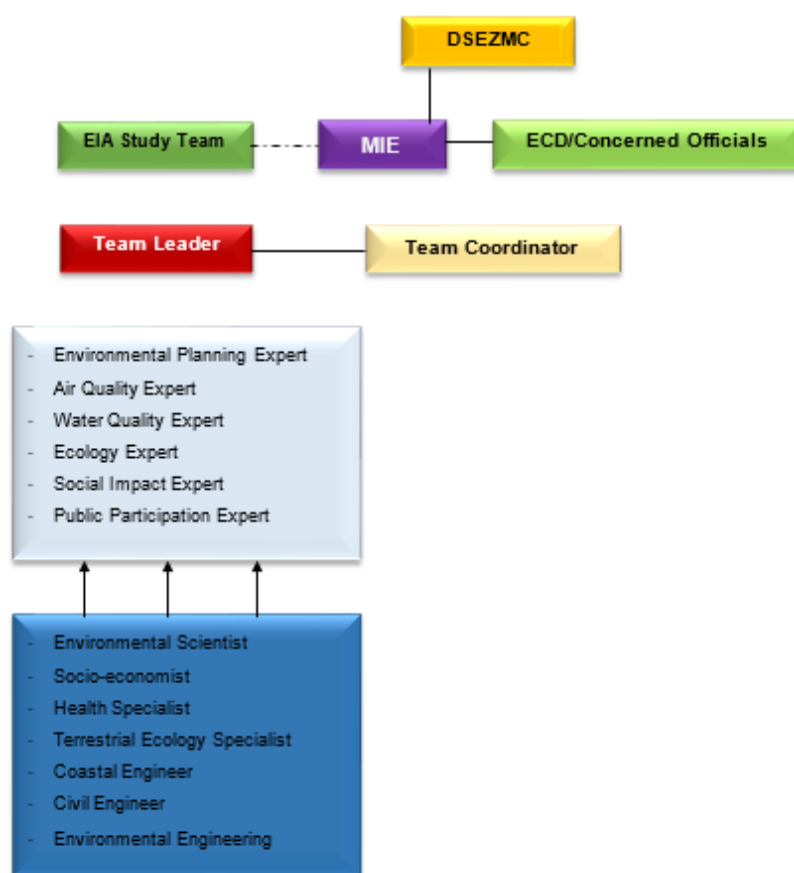 DSEZMC
EIA Study Team
MIE
ECD/Concerned Officials
Team Leader
Team Coordinator
- Environmental Planning Expert
- Air Quality Expert
- Water Quality Expert
- Ecology Expert
- Social Impact Expert
- Public Participation Expert
- Environmental Scientist
- Socio-economist
- Health Specialist
- Terrestrial Ecology Specialist
- Coastal Engineer
- Civil Engineer
- Environmental Engineering